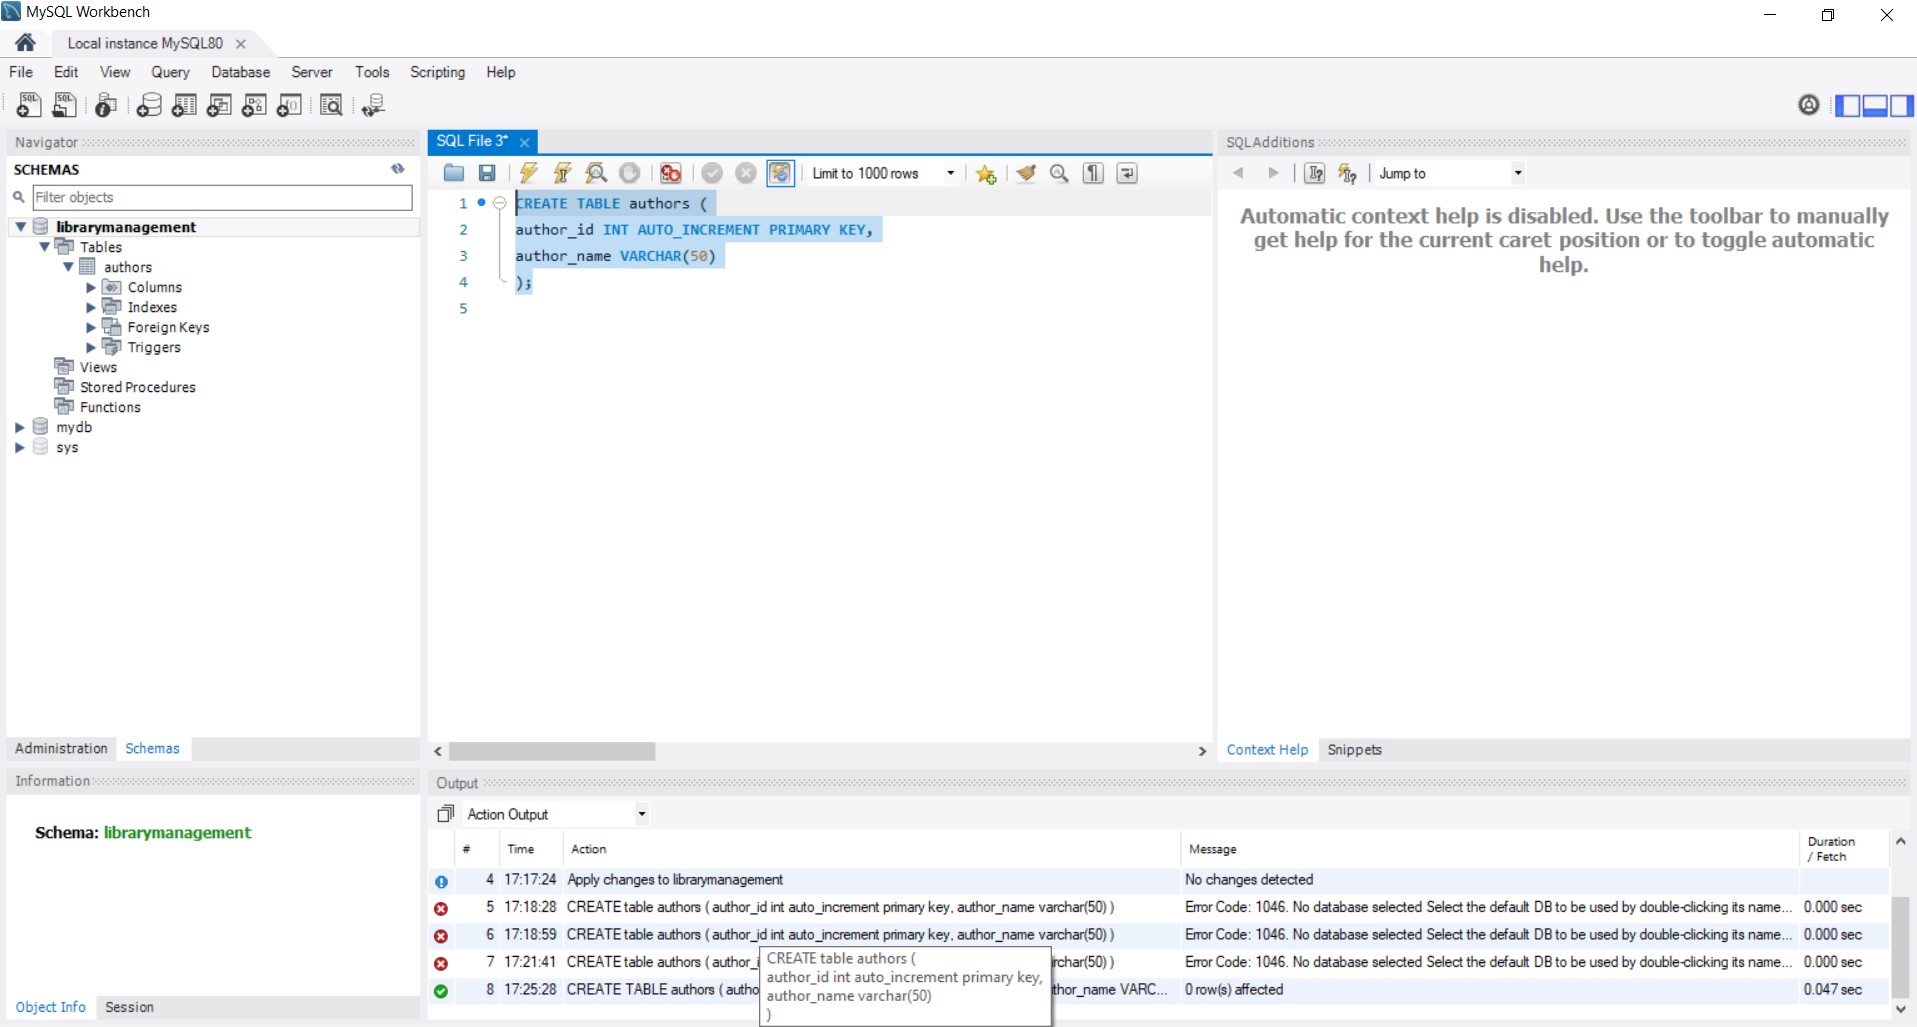 MySQL Workbench
Local instance MySQL80
File Edit View Query Database Server Tools Scripting Help
Navigator
SCHEMAS
Filter objects
librarymanagement
Tables
authors
Columns
Indexes
Foreign Keys
Triggers
Views
Stored Procedures
Functions
mydb
sys
Administration Schemas
Information
Schema: librarymanagement
Object Info Session
SQL File 3*
Limit to 1000 rows
1 CREATE TABLE authors (
2 author_id INT AUTO_INCREMENT PRIMARY KEY,
3 author_name VARCHAR(50)
4 );
5
SQLAdditions
Jump to
Automatic context help is disabled. Use the toolbar to manually
get help for the current caret position or to toggle automatic
help.
Context Help Snippets
Output
Action Output
# Time Action Message Duration / Fetch
4 17:17:24 Apply changes to librarymanagement No changes detected
5 17:18:28 CREATE table authors ( author_id int auto_increment primary key, author_name varchar(50) ) Error Code: 1046. No database selected Select the default DB to be used by double-clicking its name... 0.000 sec
6 17:18:59 CREATE table authors ( author_id int auto_increment primary key, author_name varchar(50) ) Error Code: 1046. No database selected Select the default DB to be used by double-clicking its name... 0.000 sec
7 17:21:41 CREATE table authors ( author_i rchar(50) ) Error Code: 1046. No database selected Select the default DB to be used by double-clicking its name... 0.000 sec
8 17:25:28 CREATE TABLE authors ( autho thor_name VARC... 0 row(s) affected 0.047 sec
CREATE table authors (
author_id int auto_increment primary key,
author_name varchar(50)
)